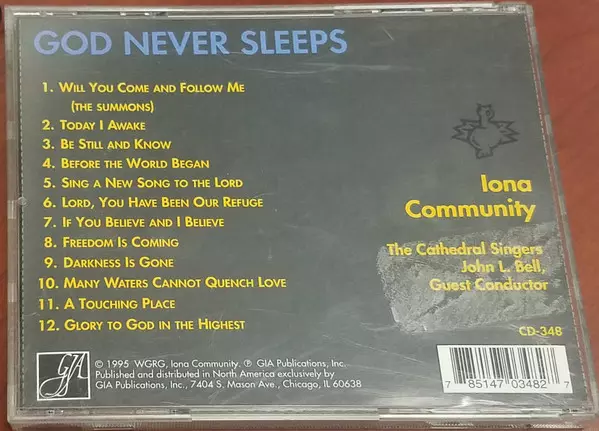 GOD NEVER SLEEPS
1. WILL YOU COME AND FOLLOW ME
(THE SUMMONS)
2. TODAY I AWAKE
3. BE STILL AND KNOW
4. BEFORE THE WORLD BEGAN
5. SING A NEW SONG TO THE LORD
6. LORD, YOU HAVE BEEN OUR REFUGE
7. IF YOU BELIEVE AND I BELIEVE
8. FREEDOM IS COMING
9. DARKNESS IS GONE
10. MANY WATERS CANNOT QUENCH LOVE
11. A TOUCHING PLACE
12. GLORY TO GOD IN THE HIGHEST
Iona
Community
The Cathedral Singers
John L. Bell,
Guest Conductor
CD-348
GIA
© 1995 WGRG, Iona Community. ℗ GIA Publications, Inc.
Published and distributed in North America exclusively by
GIA Publications, Inc., 7404 S. Mason Ave., Chicago, IL 60638
7 85147 03482 7